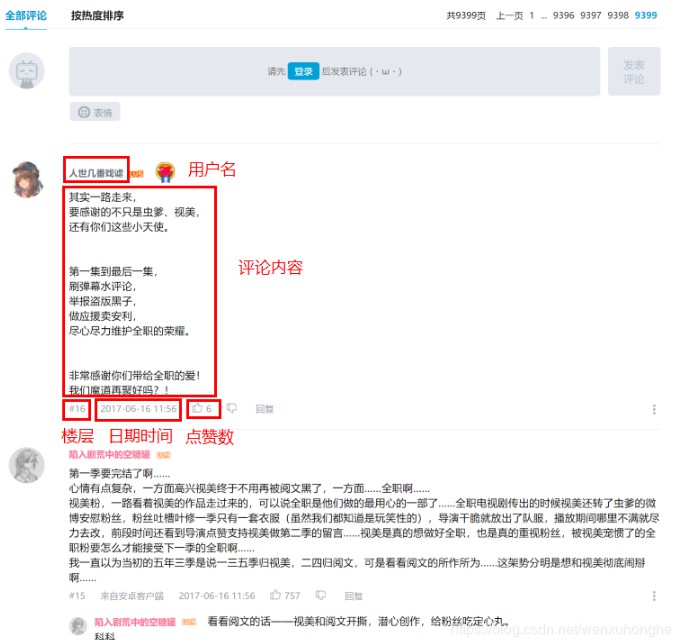 全部评论 按热度排序 共9399页 上一页 1 ... 9396 9397 9398 9399
请先 登录 后发表评论 (・ω・)
发表
评论
表情
人世几番戏谑 用户名
其实一路走来，
要感谢的不只是虫爹、视美，
还有你们这些小天使。
第一集到最后一集，
评论内容
刷弹幕水评论，
举报盗版黑子，
做应援卖安利，
尽心尽力维护全职的荣耀。
非常感谢你们带给全职的爱！
我们魔道再聚好吗？！
#16 2017-06-16 11:56 6 回复
楼层 日期时间 点赞数
陷入剧荒中的空糖罐
第一季要完结了啊……
心情有点复杂，一方面高兴视美终于不用再被阅文黑了，一方面……全职啊……
视美粉，一路看着视美的作品走过来的，可以说全职是他们做的最用心的一部了……全职电视剧传出的时候视美还转了虫爹的微
博安慰粉丝，粉丝吐槽叶修一季只有一套衣服（虽然我们都知道是玩笑性的），导演干脆就放出了队服，播放期间哪里不满就尽
力去改，前段时间还看到导演点赞支持视美做第二季的留言……视美是真的想做好全职，也是真的重视粉丝，被视美宠惯了的全
职粉要怎么才能接受下一季的全职啊……
我一直以为当初的五年三季是说一三五季归视美，二四归阅文，可是看看阅文的所作所为……这架势分明是想和视美彻底闹掰
啊……
#15 来自安卓客户端 2017-06-16 11:56 757 回复
陷入剧荒中的空糖罐 看看阅文的话——视美和阅文开撕，潜心创作，给粉丝吃定心丸。
https://blog.csdn.net/wenxuhonghe
科科